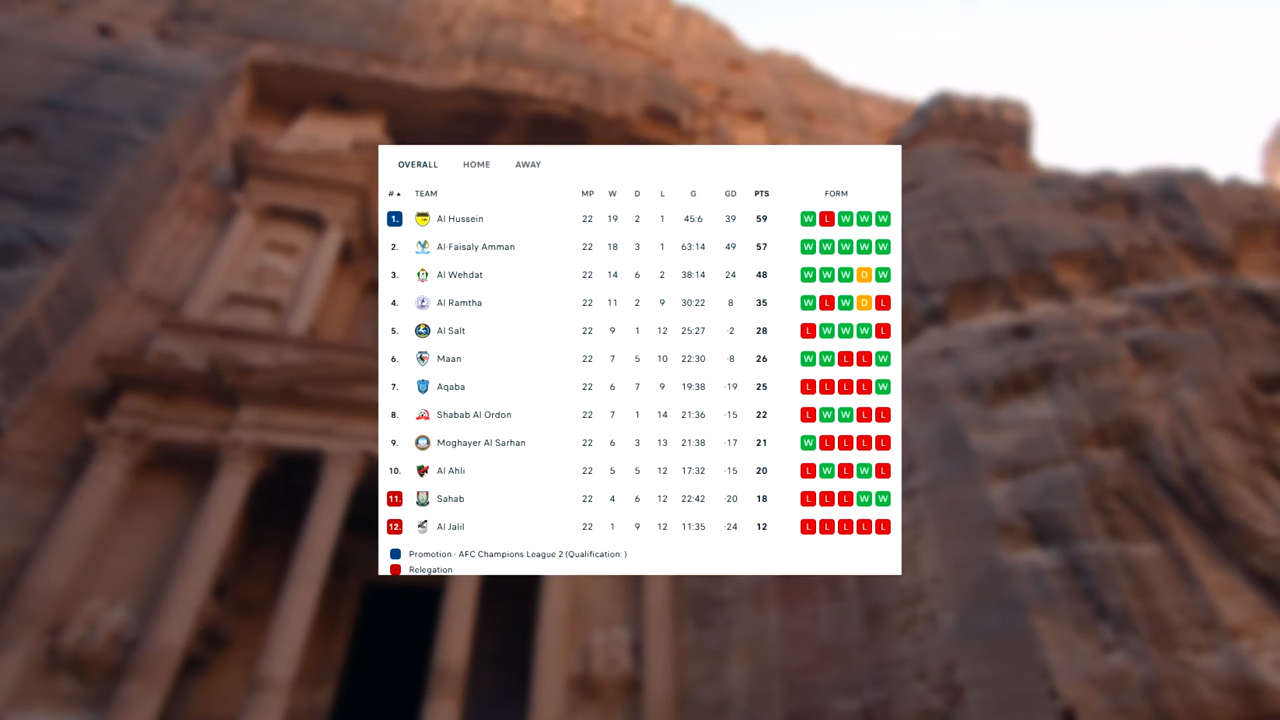 OVERALL HOME AWAY
# TEAM MP W D L G GD PTS FORM
1. Al Hussein 22 19 2 1 45:6 39 59 W L W W W
2. Al-Faisaly Amman 22 18 3 1 63:14 49 57 W W W W W
3. Al Wehdat 22 14 6 2 38:14 24 48 W W W D W
4. Al Ramtha 22 11 2 9 30:22 8 35 W L W D L
5. Al Salt 22 9 1 12 25:27 -2 28 L W W W L
6. Maan 22 7 5 10 22:30 -8 26 W W L L W
7. Aqaba 22 6 7 9 19:38 -19 25 L L L L W
8. Shabab Al Ordon 22 7 1 14 21:36 -15 22 L W W L L
9. Moghayer Al Sarhan 22 6 3 13 21:38 -17 21 W L L L L
10. Al Ahli 22 5 5 12 17:32 -15 20 L W L W L
11. Sahab 22 4 6 12 22:42 -20 18 L L L W W
12. Al Jalil 22 1 9 12 11:35 -24 12 L L L L L
Promotion - AFC Champions League 2 (Qualification: )
Relegation